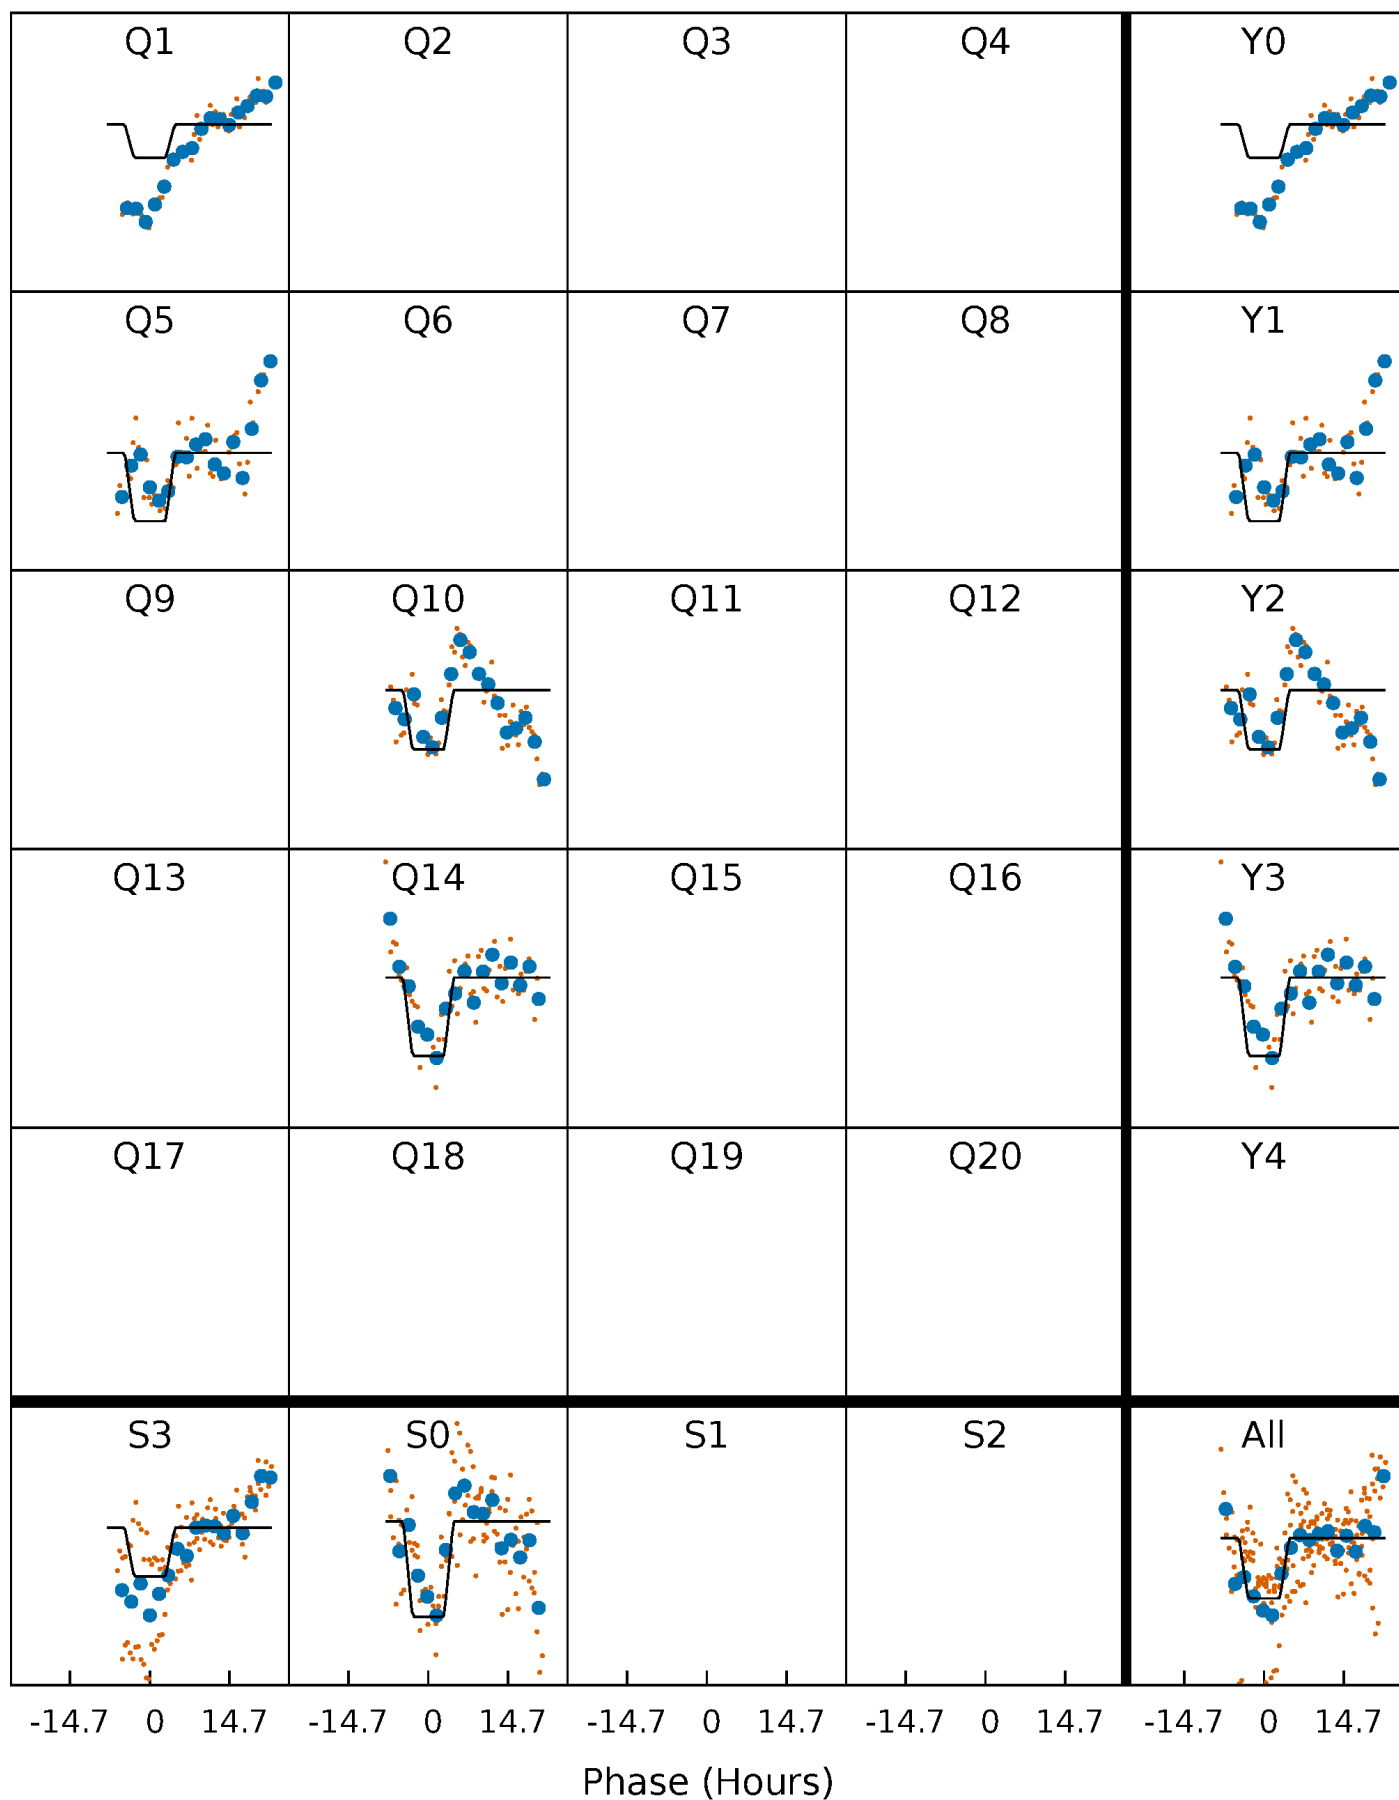 Q1 Q2 Q3 Q4 Y0
Q5 Q6 Q7 Q8 Y1
Q9 Q10 Q11 Q12 Y2
Q13 Q14 Q15 Q16 Y3
Q17 Q18 Q19 Q20 Y4
S3 S0 S1 S2 All
-14.7 0 14.7 -14.7 0 14.7 -14.7 0 14.7 -14.7 0 14.7 -14.7 0 14.7
Phase (Hours)